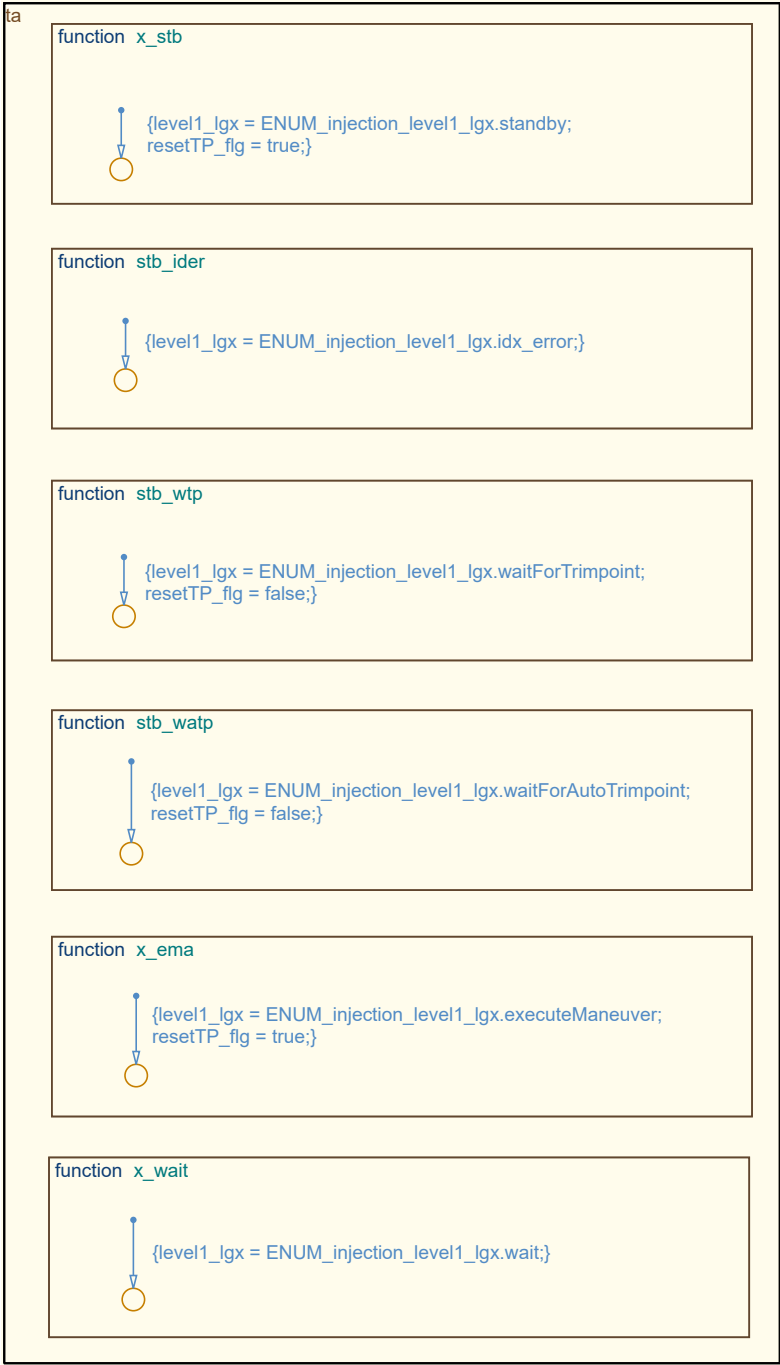 ta
function x_stb
{level1_lgx = ENUM_injection_level1_lgx.standby;
resetTP_flg = true;}
function stb_ider
{level1_lgx = ENUM_injection_level1_lgx.idx_error;}
function stb_wtp
{level1_lgx = ENUM_injection_level1_lgx.waitForTrimpoint;
resetTP_flg = false;}
function stb_watp
{level1_lgx = ENUM_injection_level1_lgx.waitForAutoTrimpoint;
resetTP_flg = false;}
function x_ema
{level1_lgx = ENUM_injection_level1_lgx.executeManeuver;
resetTP_flg = true;}
function x_wait
{level1_lgx = ENUM_injection_level1_lgx.wait;}